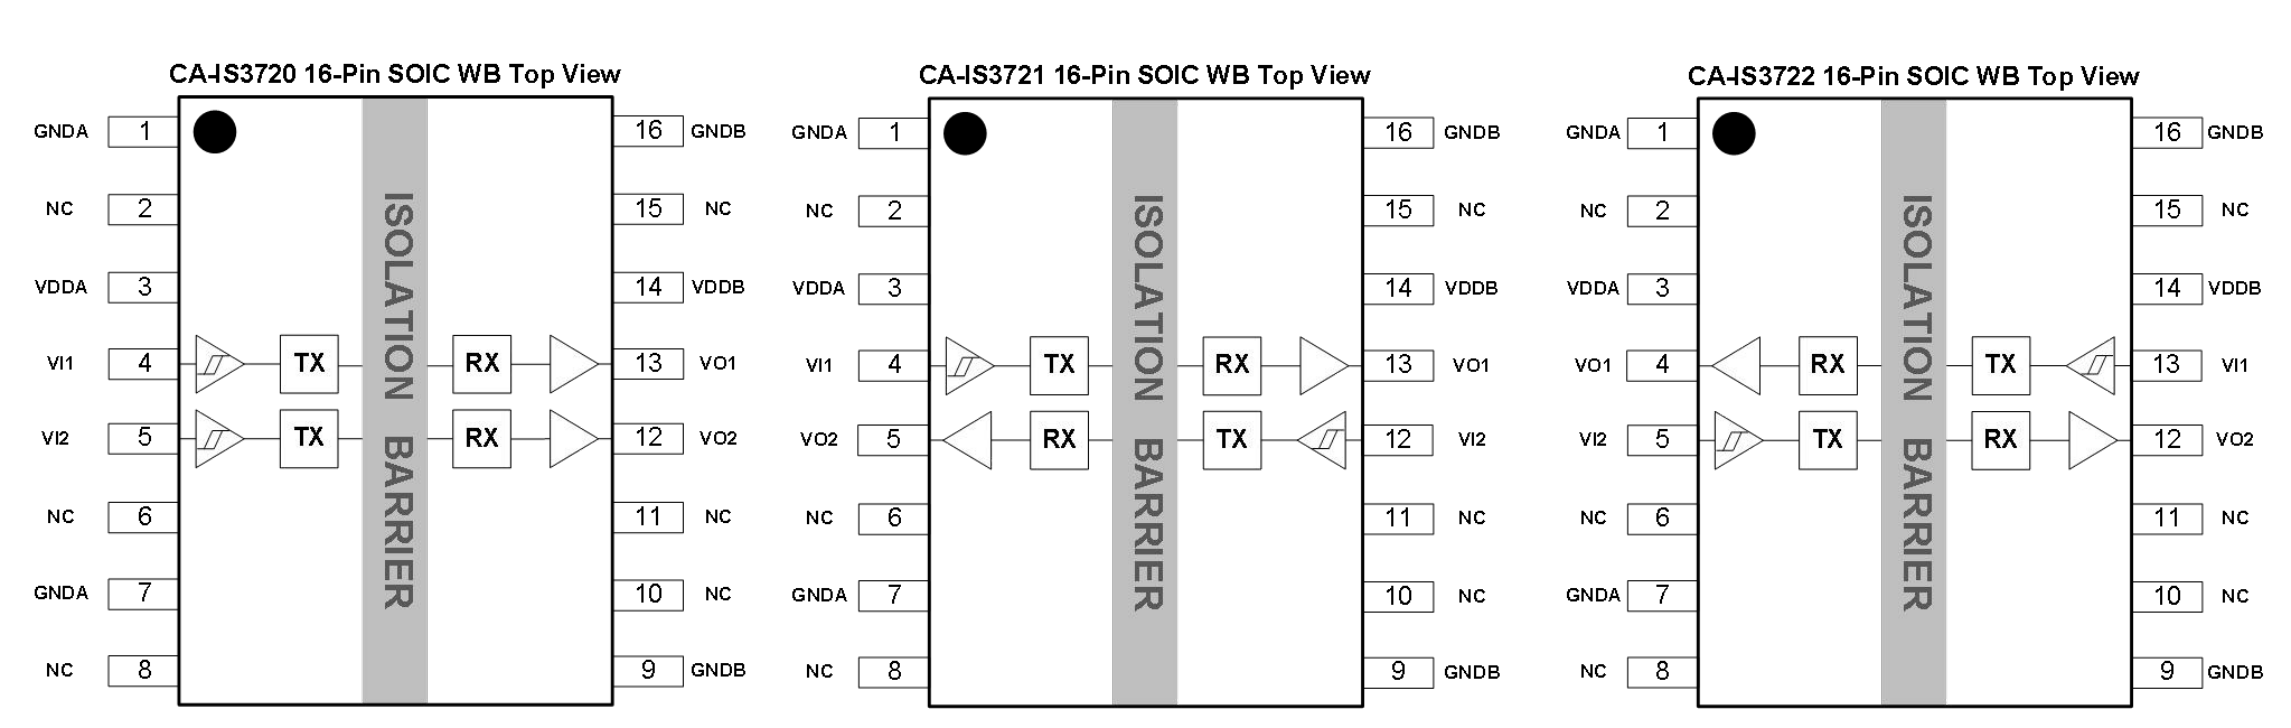 CA-IS3720 16-Pin SOIC WB Top View
GNDA 1 16 GNDB
NC 2 15 NC
VDDA 3 14 VDDB
VI1 4 TX RX 13 VO1
VI2 5 TX RX 12 VO2
NC 6 11 NC
GNDA 7 10 NC
NC 8 9 GNDB
ISOLATION BARRIER
CA-IS3721 16-Pin SOIC WB Top View
GNDA 1 16 GNDB
NC 2 15 NC
VDDA 3 14 VDDB
VI1 4 TX RX 13 VO1
VO2 5 RX TX 12 VI2
NC 6 11 NC
GNDA 7 10 NC
NC 8 9 GNDB
ISOLATION BARRIER
CA-IS3722 16-Pin SOIC WB Top View
GNDA 1 16 GNDB
NC 2 15 NC
VDDA 3 14 VDDB
VO1 4 RX TX 13 VI1
VI2 5 TX RX 12 VO2
NC 6 11 NC
GNDA 7 10 NC
NC 8 9 GNDB
ISOLATION BARRIER